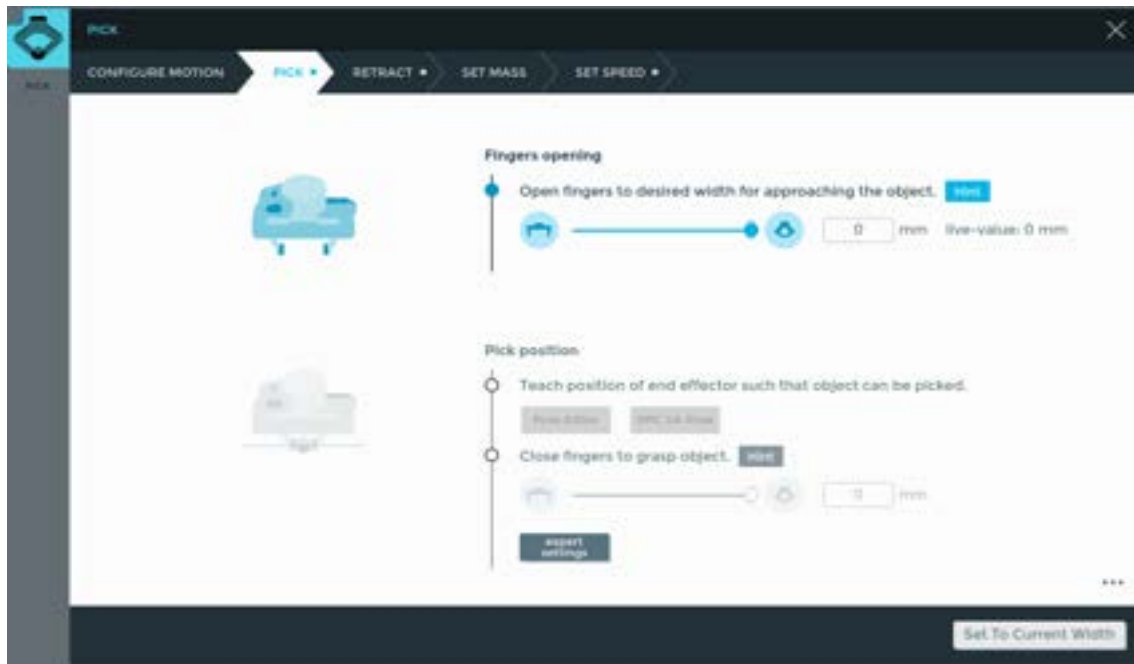 PICK
CONFIGURE MOTION PICK RETRACT SET MASS SET SPEED
PICK
Fingers opening
Open fingers to desired width for approaching the object. Hint
0 mm live-value: 0 mm
Pick position
Teach position of end effector such that object can be picked.
Close fingers to grasp object. Hint
0 mm
expert
settings
Set To Current Width